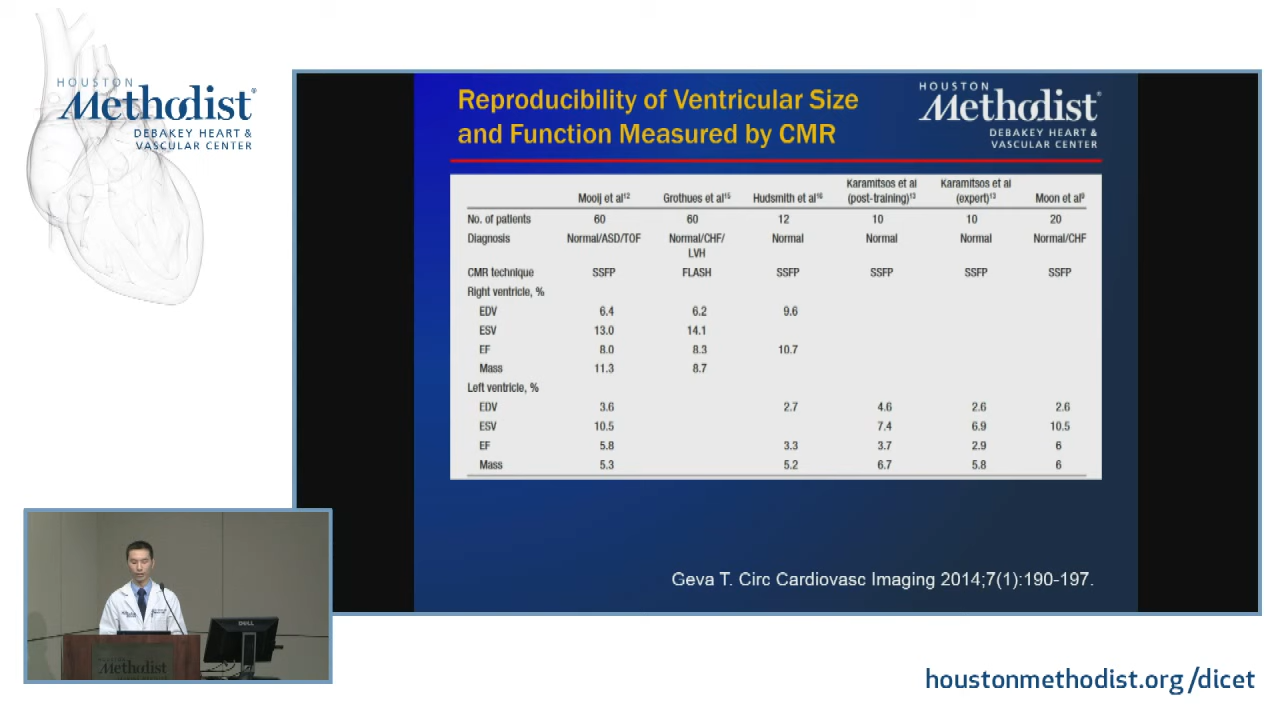 HOUSTON
Methodist®
DEBAKEY HEART &
VASCULAR CENTER
Reproducibility of Ventricular Size
and Function Measured by CMR
HOUSTON
Methodist®
DEBAKEY HEART &
VASCULAR CENTER
Mooij et al12 Grothues et al15 Hudsmith et al16 Karamitsos et al (post-training)13 Karamitsos et al (expert)13 Moon et al9
No. of patients 60 60 12 10 10 20
Diagnosis Normal/ASD/TOF Normal/CHF/LVH Normal Normal Normal Normal/CHF
CMR technique SSFP FLASH SSFP SSFP SSFP SSFP
Right ventricle, %
EDV 6.4 6.2 9.6
ESV 13.0 14.1
EF 8.0 8.3 10.7
Mass 11.3 8.7
Left ventricle, %
EDV 3.6 2.7 4.6 2.6 2.6
ESV 10.5 7.4 6.9 10.5
EF 5.8 3.3 3.7 2.9 6
Mass 5.3 5.2 6.7 5.8 6
Geva T. Circ Cardiovasc Imaging 2014;7(1):190-197.
DELL
HOUSTON
Methodist
houstonmethodist.org/dicet